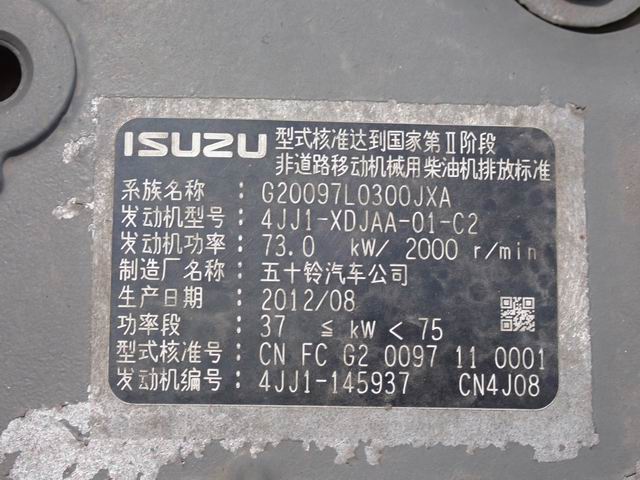 ISUZU 型式核准达到国家第Ⅱ阶段
非道路移动机械用柴油机排放标准
系族名称 : G20097L0300JXA
发动机型号 : 4JJ1-XDJAA-01-C2
发动机功率 : 73.0 kW/ 2000 r/min
制造厂名称 : 五十铃汽车公司
生产日期 : 2012/08
功率段 : 37 ≦ kW < 75
型式核准号 : CN FC G2 0097 11 0001
发动机编号 : 4JJ1-145937 CN4J08